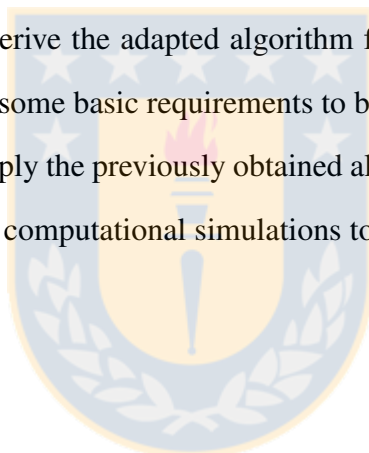 erive the adapted algorithm f
some basic requirements to b
ply the previously obtained al
computational simulations to